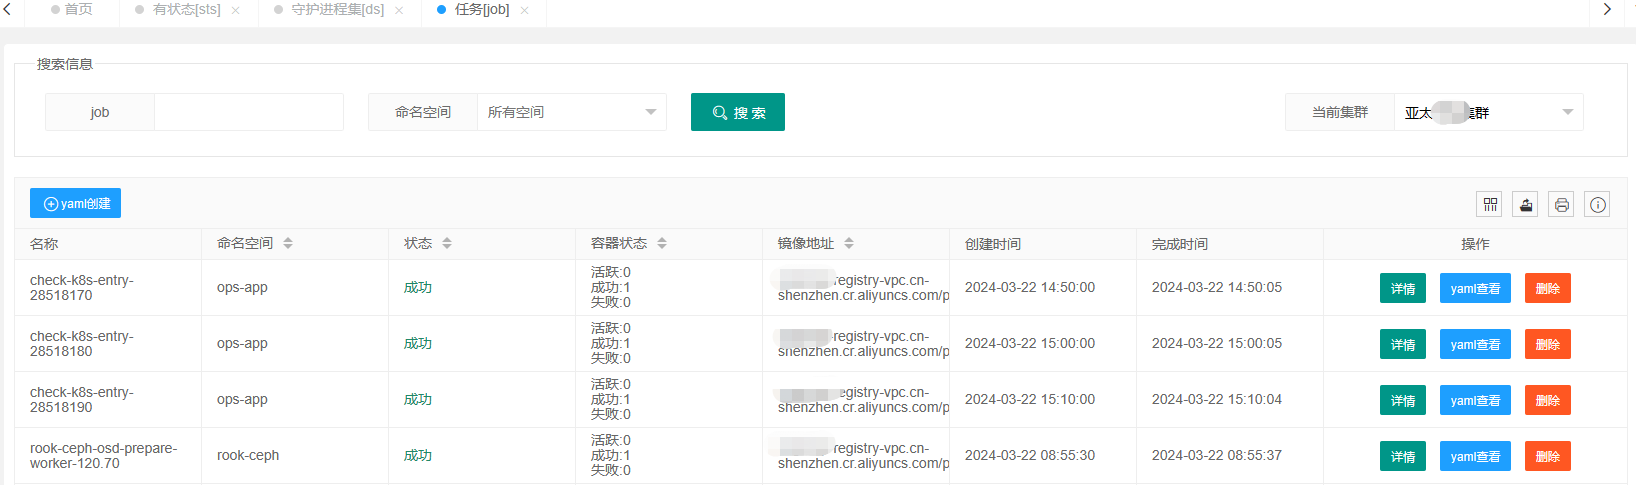 首页 有状态[sts] 守护进程集[ds] 任务[job]
搜索信息
job 命名空间 所有空间 搜 索 当前集群 亚太 集群
yaml创建
名称 命名空间 状态 容器状态 镜像地址 创建时间 完成时间 操作
check-k8s-entry-
28518170
ops-app
成功
活跃:0
成功:1
失败:0
registry-vpc.cn-
shenzhen.cr.aliyuncs.com/p
2024-03-22 14:50:00
2024-03-22 14:50:05
详情 yaml查看 删除
check-k8s-entry-
28518180
ops-app
成功
活跃:0
成功:1
失败:0
registry-vpc.cn-
shenzhen.cr.aliyuncs.com/p
2024-03-22 15:00:00
2024-03-22 15:00:05
详情 yaml查看 删除
check-k8s-entry-
28518190
ops-app
成功
活跃:0
成功:1
失败:0
egistry-vpc.cn-
shenzhen.cr.aliyuncs.com/p
2024-03-22 15:10:00
2024-03-22 15:10:04
详情 yaml查看 删除
rook-ceph-osd-prepare-
worker-120.70
rook-ceph
成功
活跃:0
成功:1
失败:0
registry-vpc.cn-
shenzhen.cr.aliyuncs.com/p
2024-03-22 08:55:30
2024-03-22 08:55:37
详情 yaml查看 删除